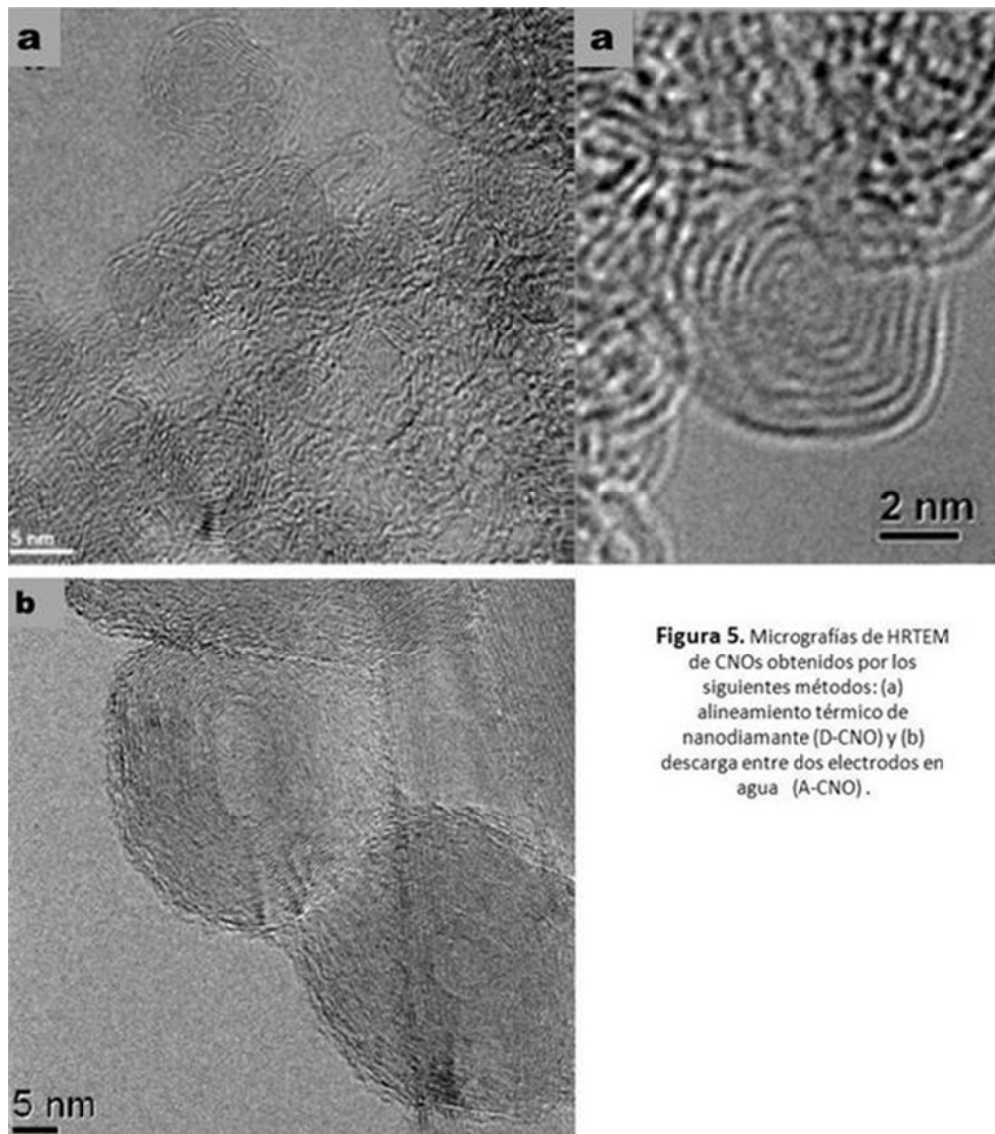 a
a
5 nm
2 nm
b
Figura 5. Micrografías de HRTEM
de CNOs obtenidos por los
siguientes métodos: (a)
alineamiento térmico de
nanodiamante (D-CNO) y (b)
descarga entre dos electrodos en
agua (A-CNO) .
5 nm